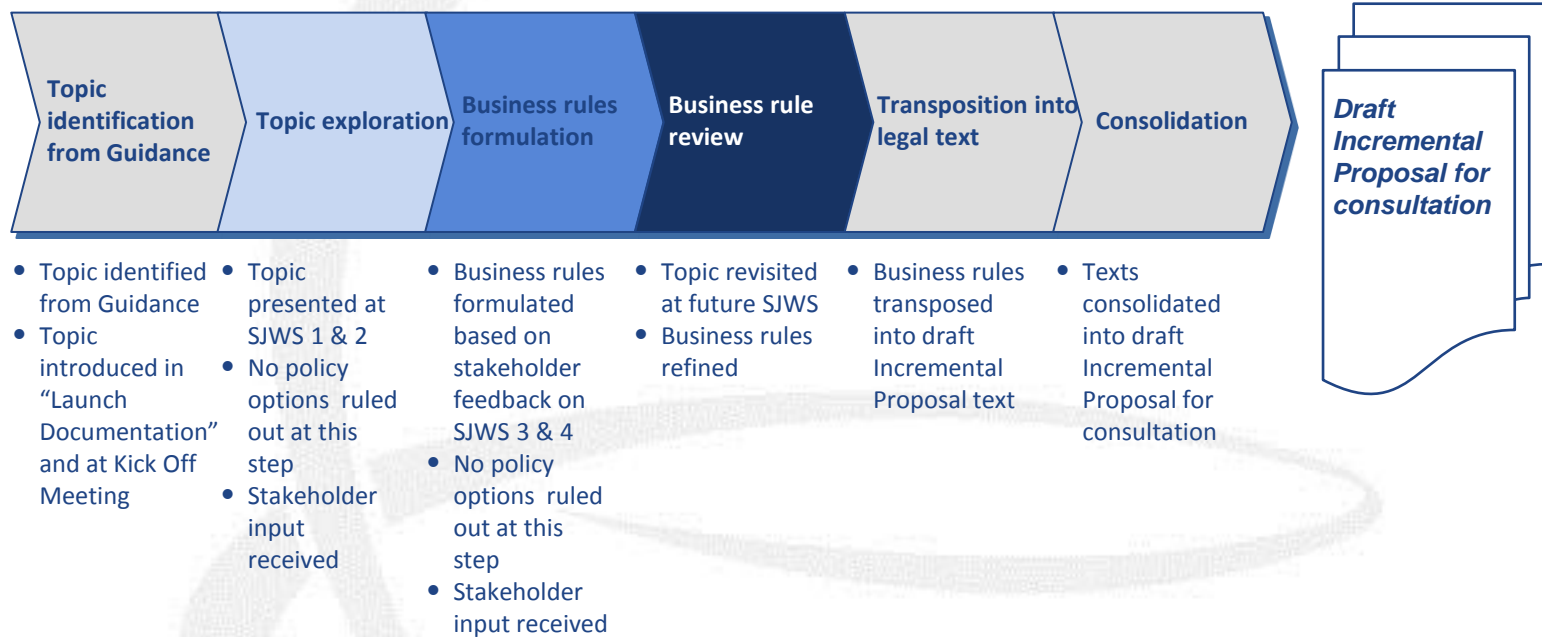 Topic
identification
from Guidance
Topic exploration
Business rules
formulation
Business rule
review
Transposition into
legal text
Consolidation
Draft
Incremental
Proposal for
consultation
• Topic identified
from Guidance
• Topic
introduced in
“Launch
Documentation”
and at Kick Off
Meeting
• Topic
presented at
SJWS 1 & 2
• No policy
options ruled
out at this
step
• Stakeholder
input
received
• Business rules
formulated
based on
stakeholder
feedback on
SJWS 3 & 4
• No policy
options ruled
out at this
step
• Stakeholder
input received
• Topic revisited
at future SJWS
• Business rules
refined
• Business rules
transposed
into draft
Incremental
Proposal text
• Texts
consolidated
into draft
Incremental
Proposal for
consultation